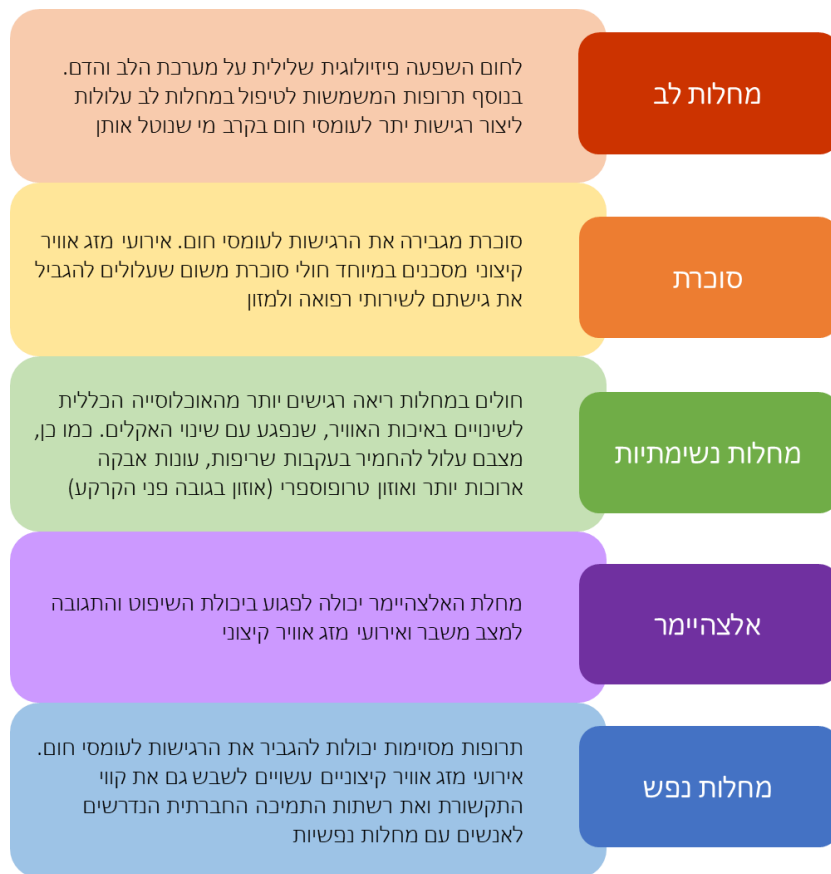 מחלות לב
לחום השפעה פיזיולוגית שלילית על מערכת הלב והדם.
בנוסף תרופות המשמשות לטיפול במחלות לב עלולות
ליצור רגישות יתר לעומסי חום בקרב מי שנוטל אותן
סוכרת
סוכרת מגבירה את הרגישות לעומסי חום. אירועי מזג אוויר
קיצוני מסכנים במיוחד חולי סוכרת משום שעלולים להגביל
את גישתם לשירותי רפואה ולמזון
מחלות נשימתיות
חולים במחלות ריאה רגישים יותר מהאוכלוסייה הכללית
לשינויים באיכות האוויר, שנפגע עם שינוי האקלים. כמו כן,
מצבם עלול להחמיר בעקבות שריפות, עונות אבקה
ארוכות יותר ואוזון טרופוספרי (אוזון בגובה פני הקרקע)
אלצהיימר
מחלת האלצהיימר יכולה לפגוע ביכולת השיפוט והתגובה
למצב משבר ואירועי מזג אוויר קיצוני
מחלות נפש
תרופות מסוימות יכולות להגביר את הרגישות לעומסי חום.
אירועי מזג אוויר קיצוניים עשויים לשבש גם את קווי
התקשורת ואת רשתות התמיכה החברתית הנדרשים
לאנשים עם מחלות נפשיות